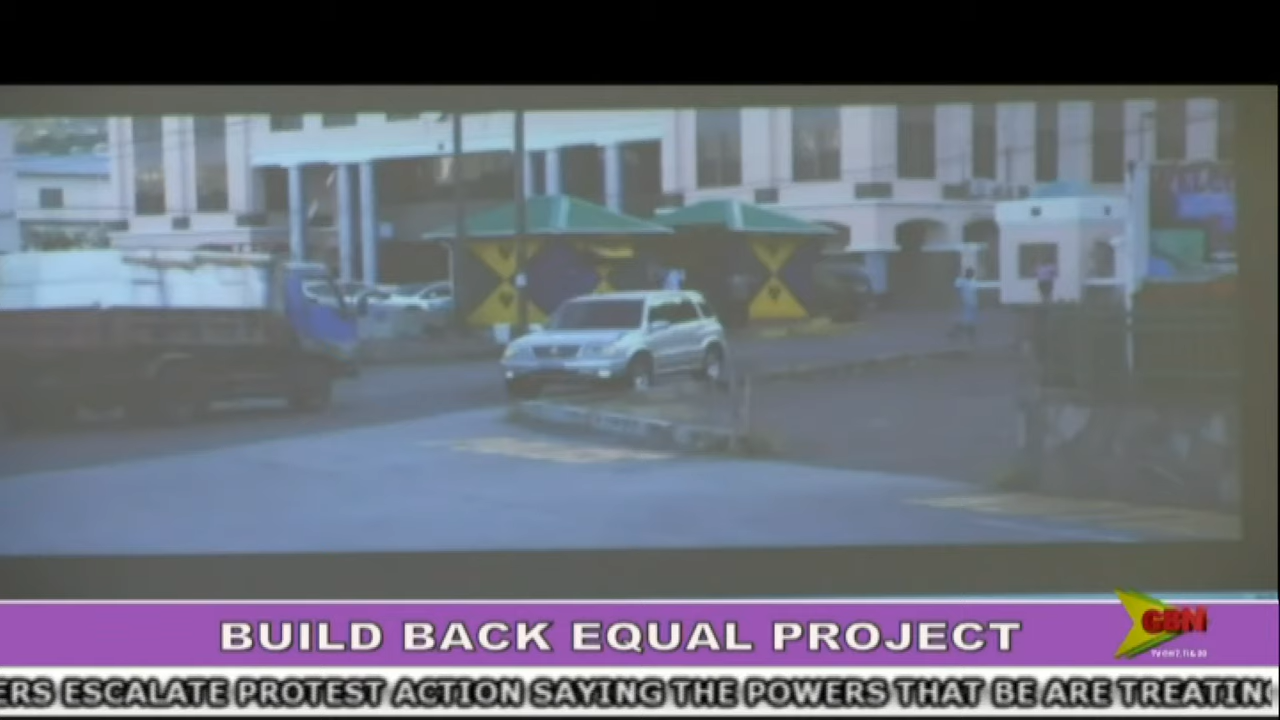 BUILD BACK EQUAL PROJECT
GBN
ERS ESCALATE PROTEST ACTION SAYING THE POWERS THAT BE ARE TREATING